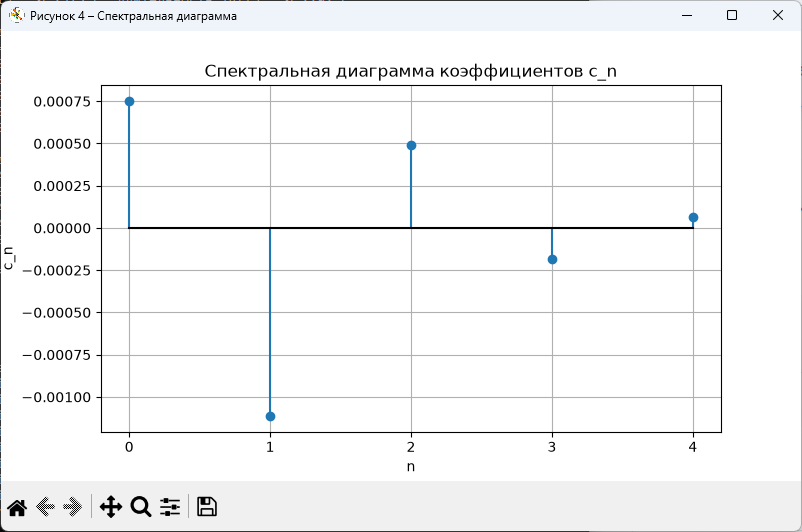 Рисунок 4 – Спектральная диаграмма
Спектральная диаграмма коэффициентов c_n
0.00075
0.00050
0.00025
0.00000
−0.00025
−0.00050
−0.00075
−0.00100
c_n
0 1 2 3 4
n